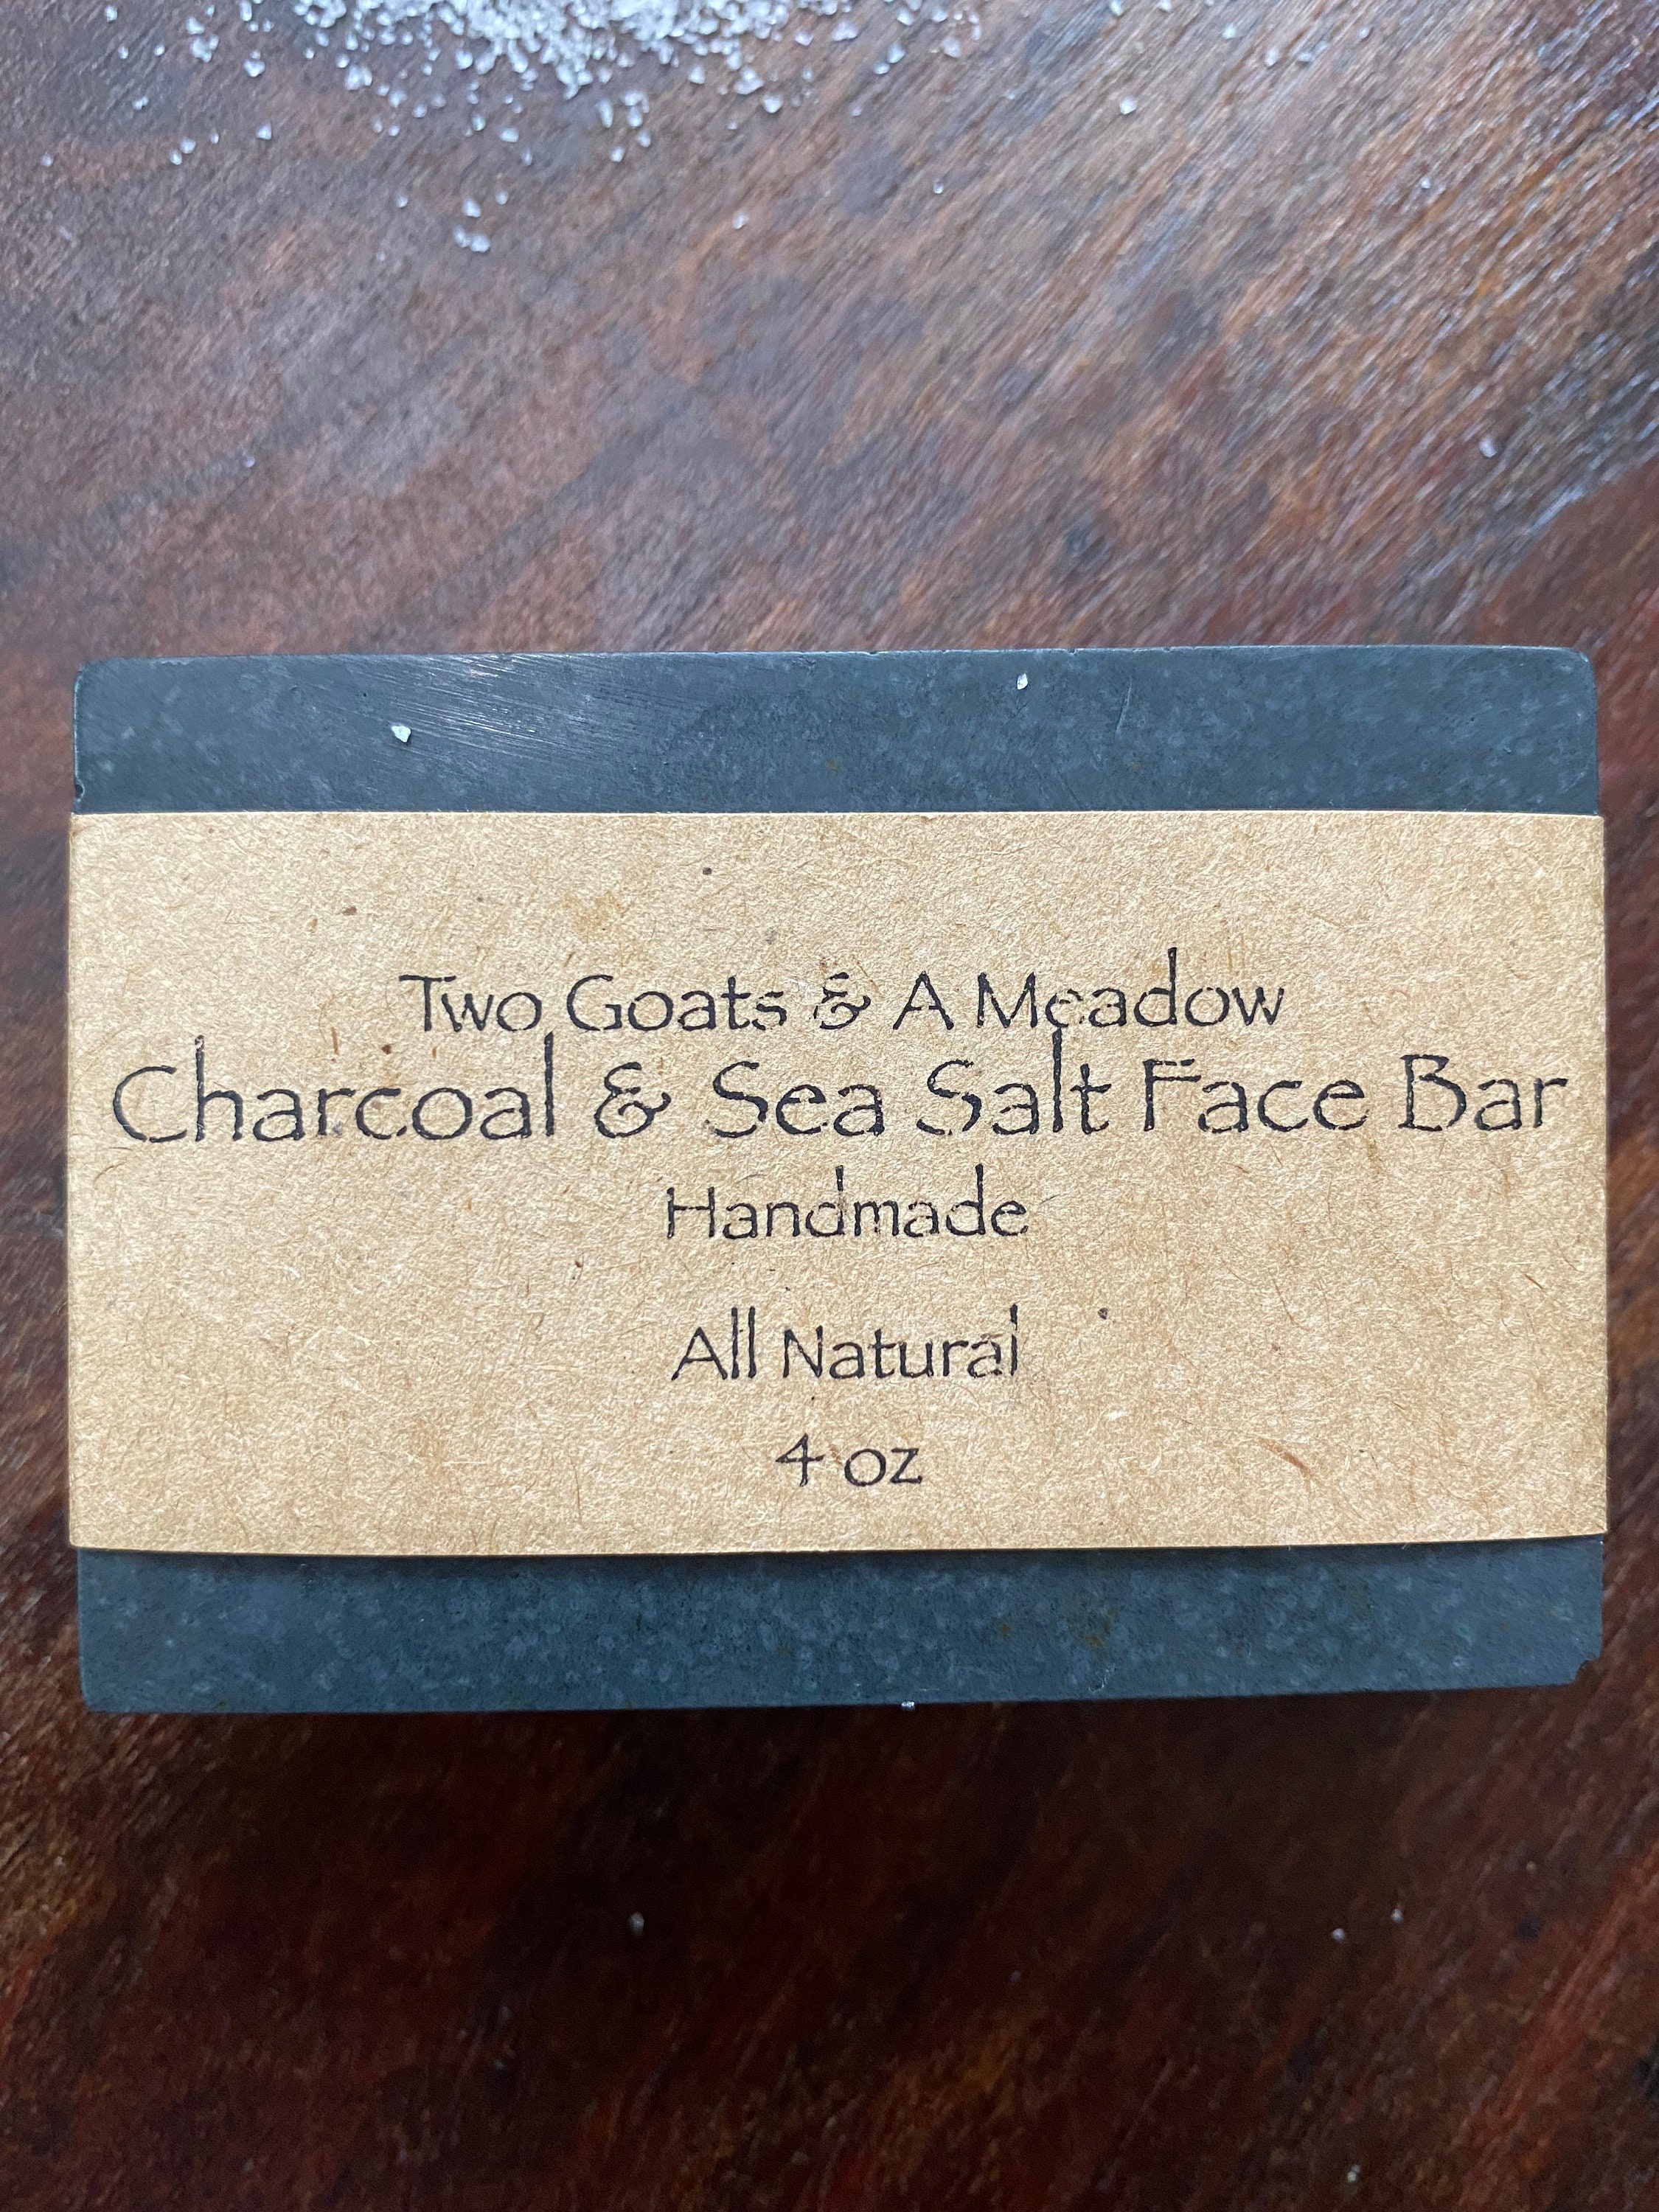 Two Goats & A Meadow
Charcoal & Sea Salt Face Bar
Handmade
All Natural
4 oz